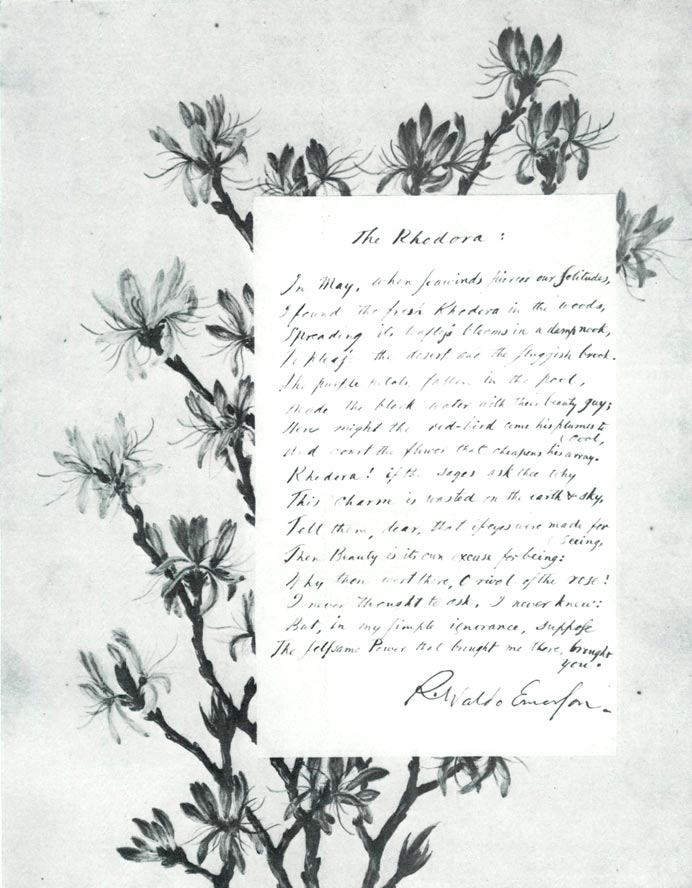 The Rhodora:
In May, when seawinds pierced our solitudes,
I found the fresh Rhodora in the woods,
Spreading its leafless blooms in a damp nook,
To please the desert and the sluggish brook.
The purple petals fallen in the pool,
Made the black water with their beauty gay;
Here might the red-bird come his plumes to
cool,
And court the flower that cheapens his array.
Rhodora! if the sages ask thee why
This charm is wasted on the earth & sky,
Tell them, dear, that if eyes were made for
seeing,
Then Beauty is its own excuse for being:
Why thou wert there, O rival of the rose!
I never thought to ask, I never knew:
But, in my simple ignorance, suppose
The selfsame Power that brought me there, brought
you.
R. Waldo Emerson.